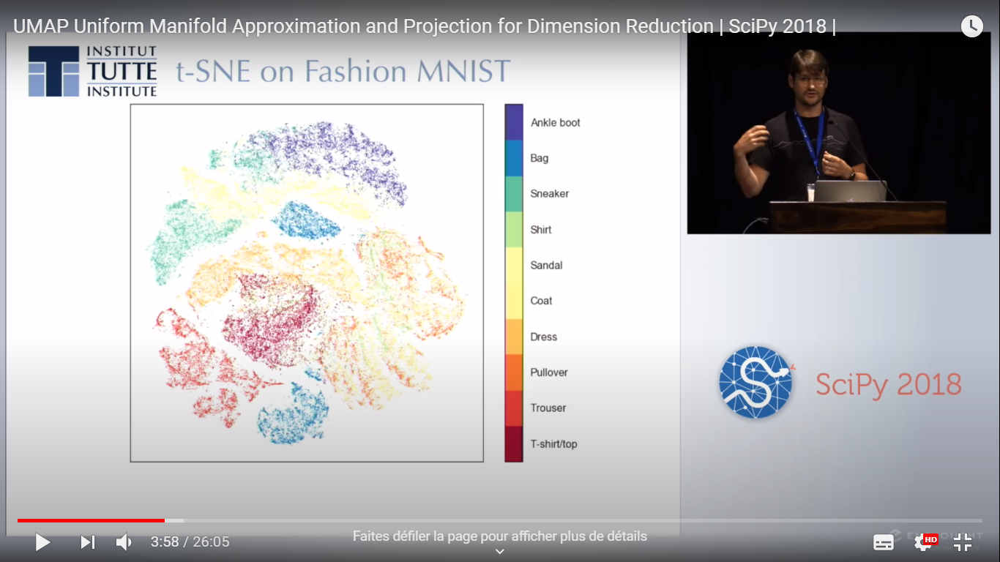 UMAP Uniform Manifold Approximation and Projection for Dimension Reduction | SciPy 2018 |
INSTITUT
TUTTE
INSTITUTE
t-SNE on Fashion MNIST
Ankle boot
Bag
Sneaker
Shirt
Sandal
Coat
Dress
Pullover
Trouser
T-shirt/top
SciPy 2018
Faites défiler la page pour afficher plus de détails
3:58 / 26:05
HD